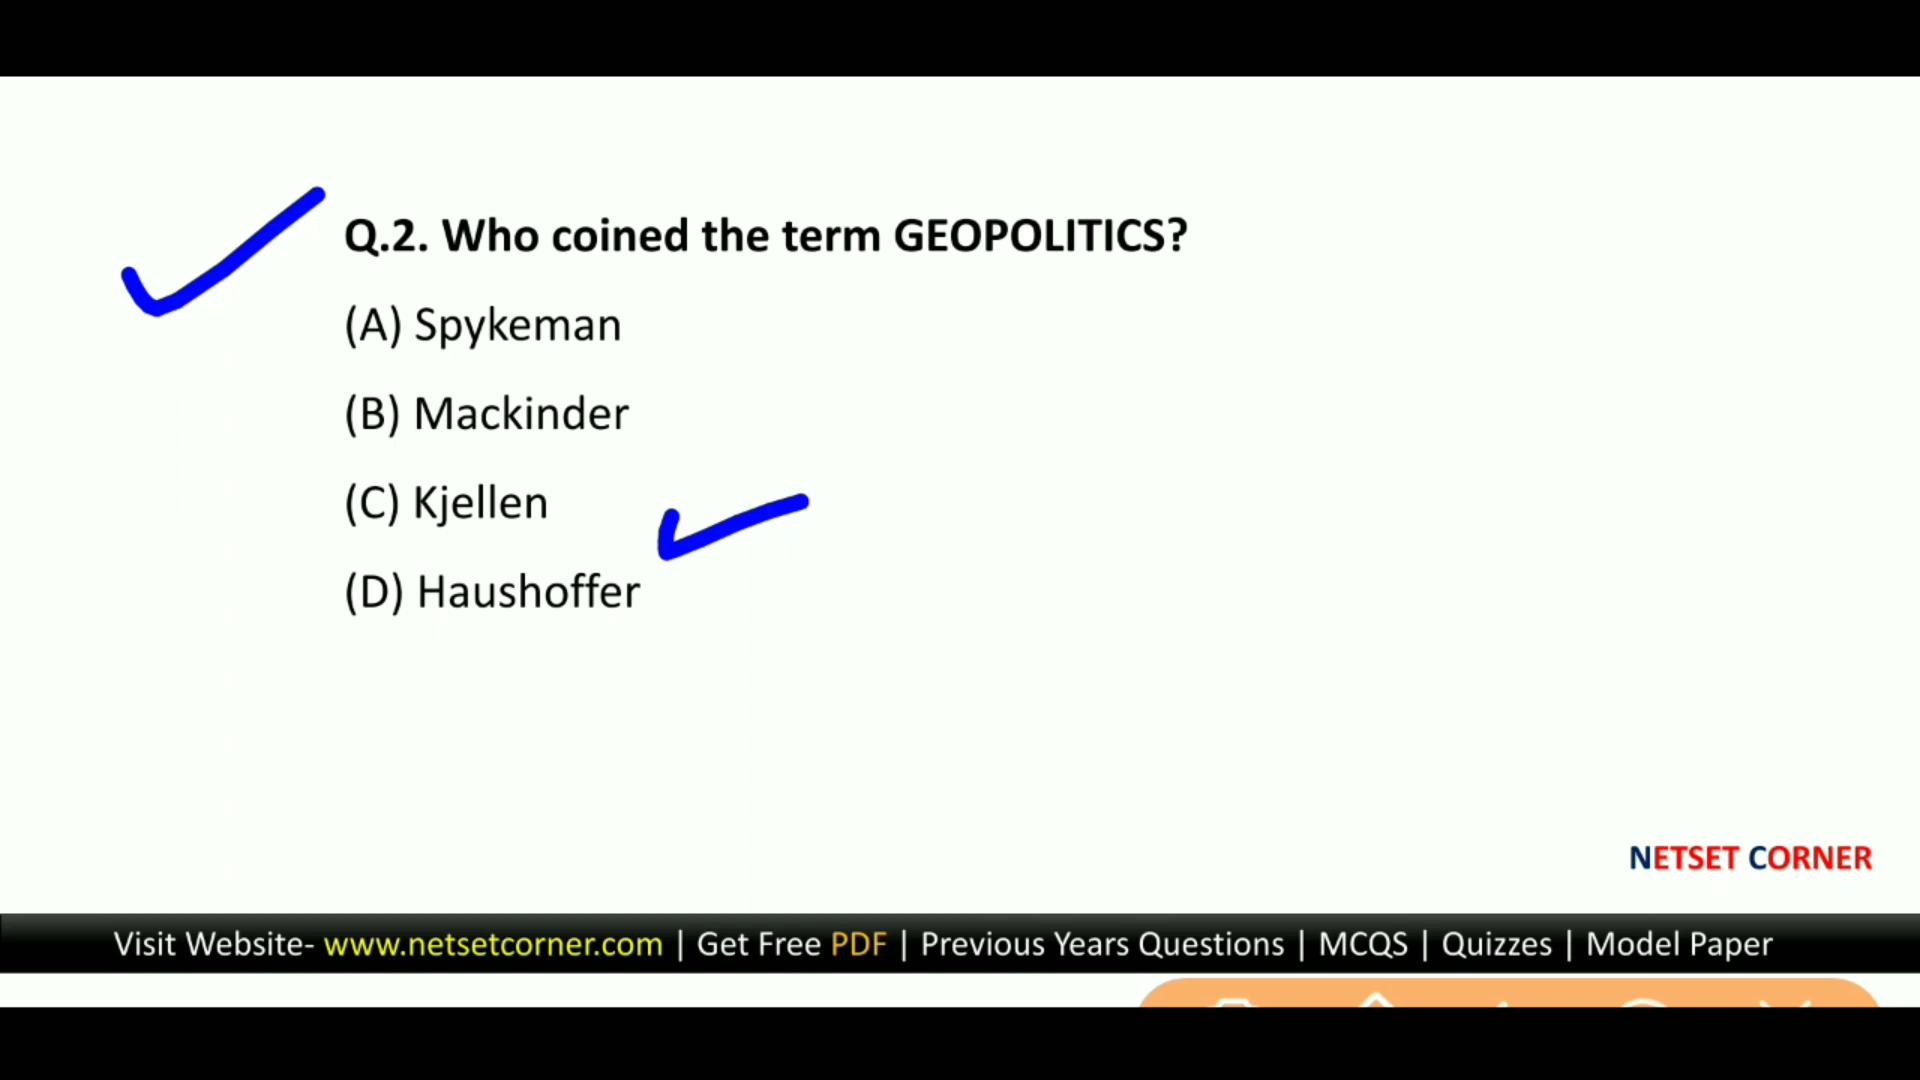 Q.2. Who coined the term GEOPOLITICS?
(A) Spykeman
(B) Mackinder
(C) Kjellen
(D) Haushoffer
NETSET CORNER
Visit Website- www.netsetcorner.com | Get Free PDF | Previous Years Questions | MCQS | Quizzes | Model Paper